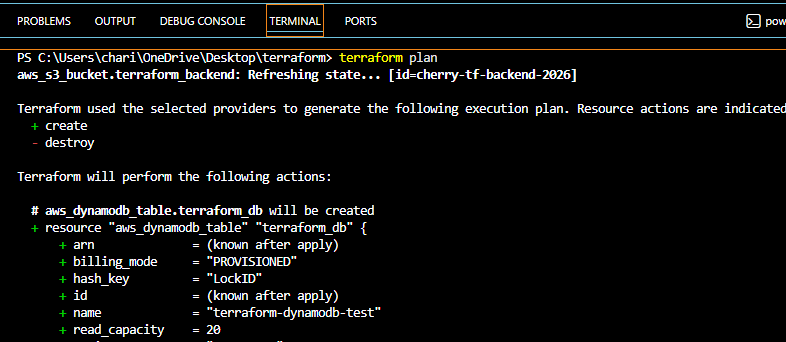 PROBLEMS OUTPUT DEBUG CONSOLE TERMINAL PORTS pow
PS C:\Users\chari\OneDrive\Desktop\terraform> terraform plan
aws_s3_bucket.terraform_backend: Refreshing state... [id=cherry-tf-backend-2026]
Terraform used the selected providers to generate the following execution plan. Resource actions are indicated
+ create
- destroy
Terraform will perform the following actions:
# aws_dynamodb_table.terraform_db will be created
+ resource "aws_dynamodb_table" "terraform_db" {
+ arn = (known after apply)
+ billing_mode = "PROVISIONED"
+ hash_key = "LockID"
+ id = (known after apply)
+ name = "terraform-dynamodb-test"
+ read_capacity = 20